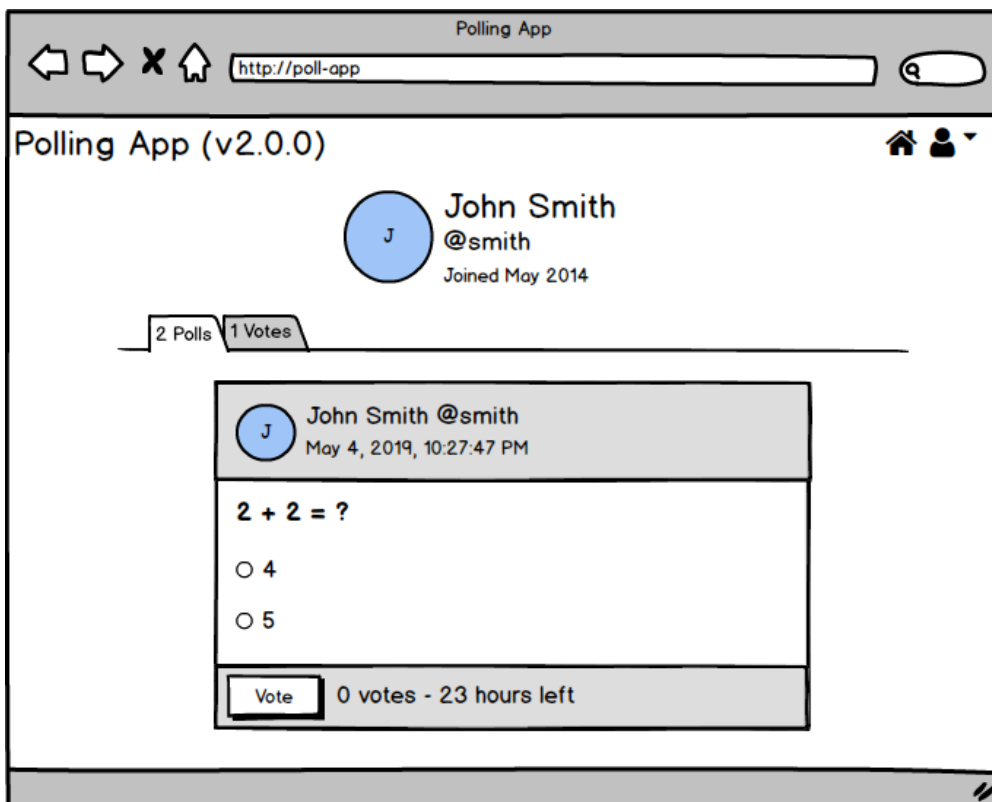 Polling App
http://poll-app
Polling App (v2.0.0)
J
John Smith
@smith
Joined May 2014
2 Polls
1 Votes
J
John Smith @smith
May 4, 2019, 10:27:47 PM
2 + 2 = ?
4
5
Vote
0 votes - 23 hours left